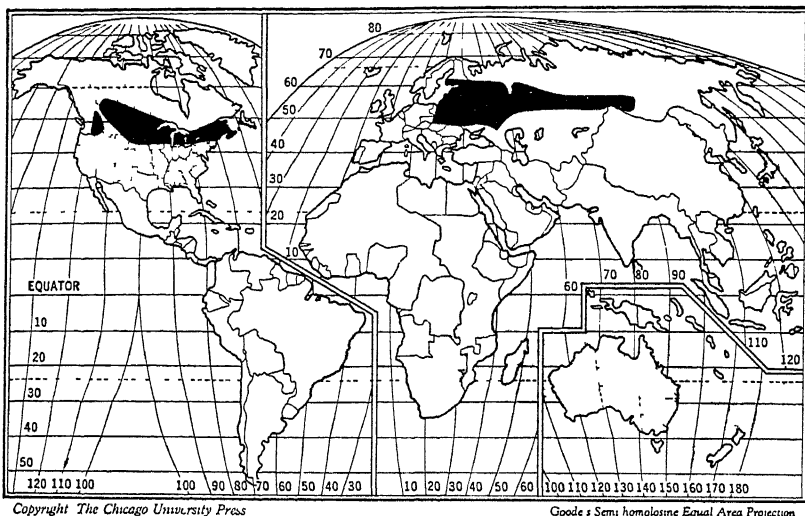 80
70
60
50
40
30
20
10
EQUATOR
10
20
30
40
50
120 110 100
100 90 80 70 60 50 40 30
10 20 30 40 50 60
60 70 80 90
110
120
100 110 120 130 140 150 160 170 180
Copyright The Chicago University Press
Goode s Semi homolosine Equal Area Projection